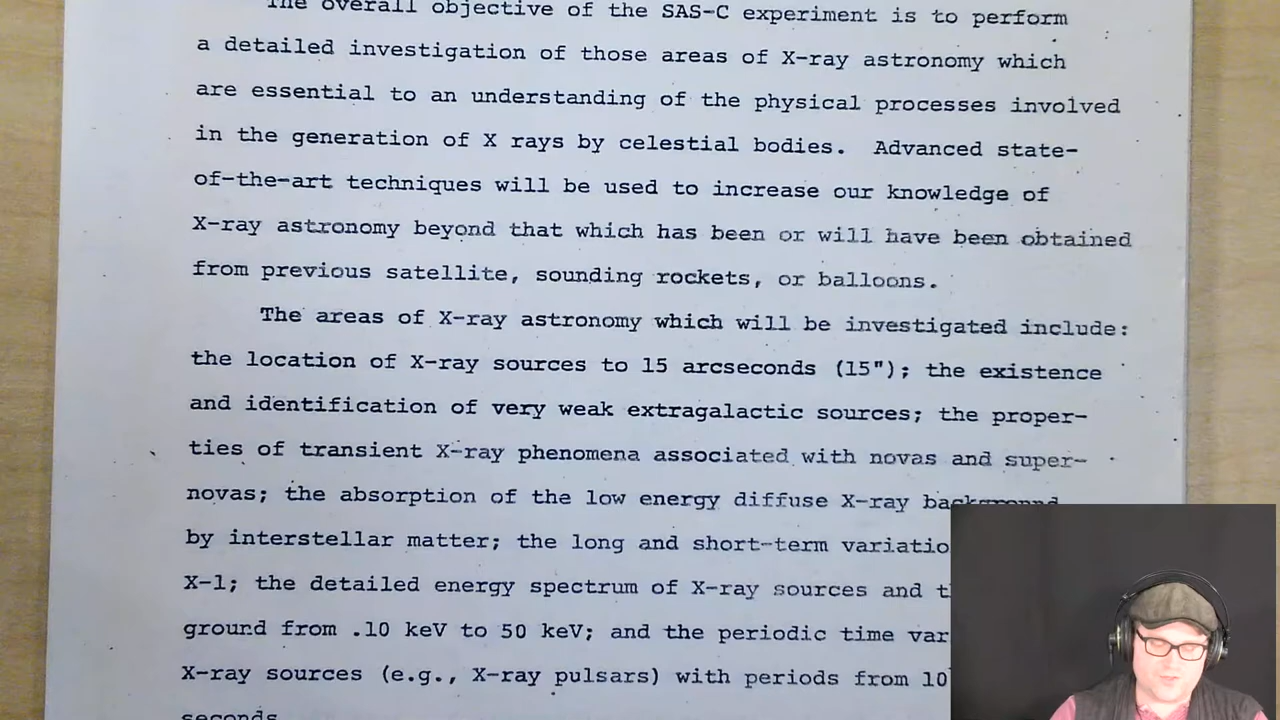 The overall objective of the SAS-C experiment is to perform
a detailed investigation of those areas of X-ray astronomy which
are essential to an understanding of the physical processes involved
in the generation of X rays by celestial bodies.  Advanced state-
of-the-art techniques will be used to increase our knowledge of
X-ray astronomy beyond that which has been or will have been obtained
from previous satellite, sounding rockets, or balloons.
The areas of X-ray astronomy which will be investigated include:
the location of X-ray sources to 15 arcseconds (15"); the existence
and identification of very weak extragalactic sources; the proper-
ties of transient X-ray phenomena associated with novas and super-
novas; the absorption of the low energy diffuse X-ray background
by interstellar matter; the long and short-term
X-1; the detailed energy spectrum of X-ray sources and
ground from .10 keV to 50 keV; and the periodic time
X-ray sources (e.g., X-ray pulsars) with periods from
seconds